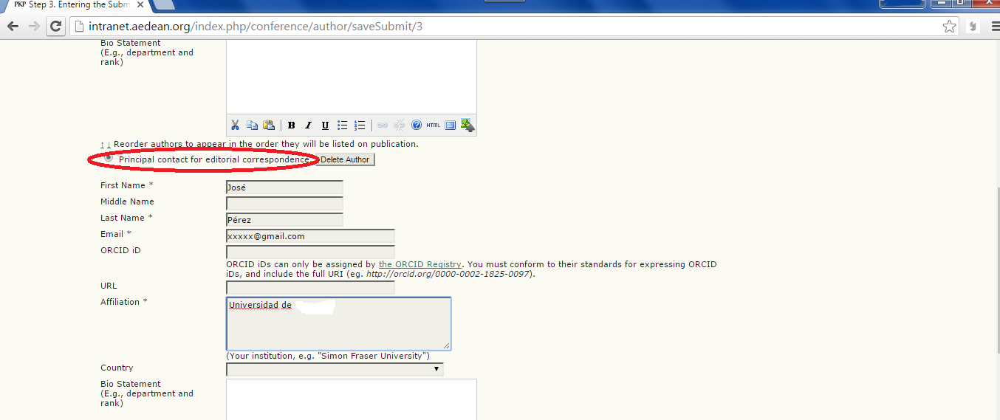 PKP Step 3. Entering the Subm
intranet.aedean.org/index.php/conference/author/saveSubmit/3
Bio Statement
(E.g., department and
rank)
B I U HTML
↑ ↓ Reorder authors to appear in the order they will be listed on publication.
Principal contact for editorial correspondence. Delete Author
First Name * José
Middle Name
Last Name * Pérez
Email * xxxxx@gmail.com
ORCID iD
ORCID iDs can only be assigned by the ORCID Registry. You must conform to their standards for expressing ORCID
iDs, and include the full URI (eg. http://orcid.org/0000-0002-1825-0097).
URL
Affiliation * Universidad de
(Your institution, e.g. "Simon Fraser University")
Country
Bio Statement
(E.g., department and
rank)